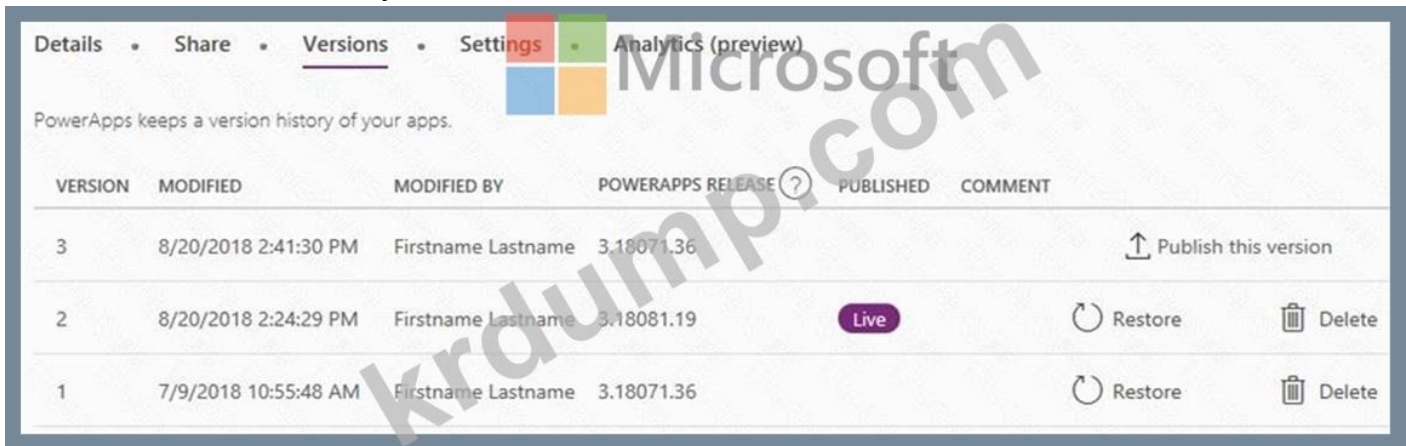 Details • Share • Versions • Settings • Analytics (preview)
Microsoft
PowerApps keeps a version history of your apps.
VERSION MODIFIED MODIFIED BY POWERAPPS RELEASE ? PUBLISHED COMMENT
3 8/20/2018 2:41:30 PM Firstname Lastname 3.18071.36 Publish this version
2 8/20/2018 2:24:29 PM Firstname Lastname 3.18081.19 Live Restore Delete
1 7/9/2018 10:55:48 AM Firstname Lastname 3.18071.36 Restore Delete
krdump.com